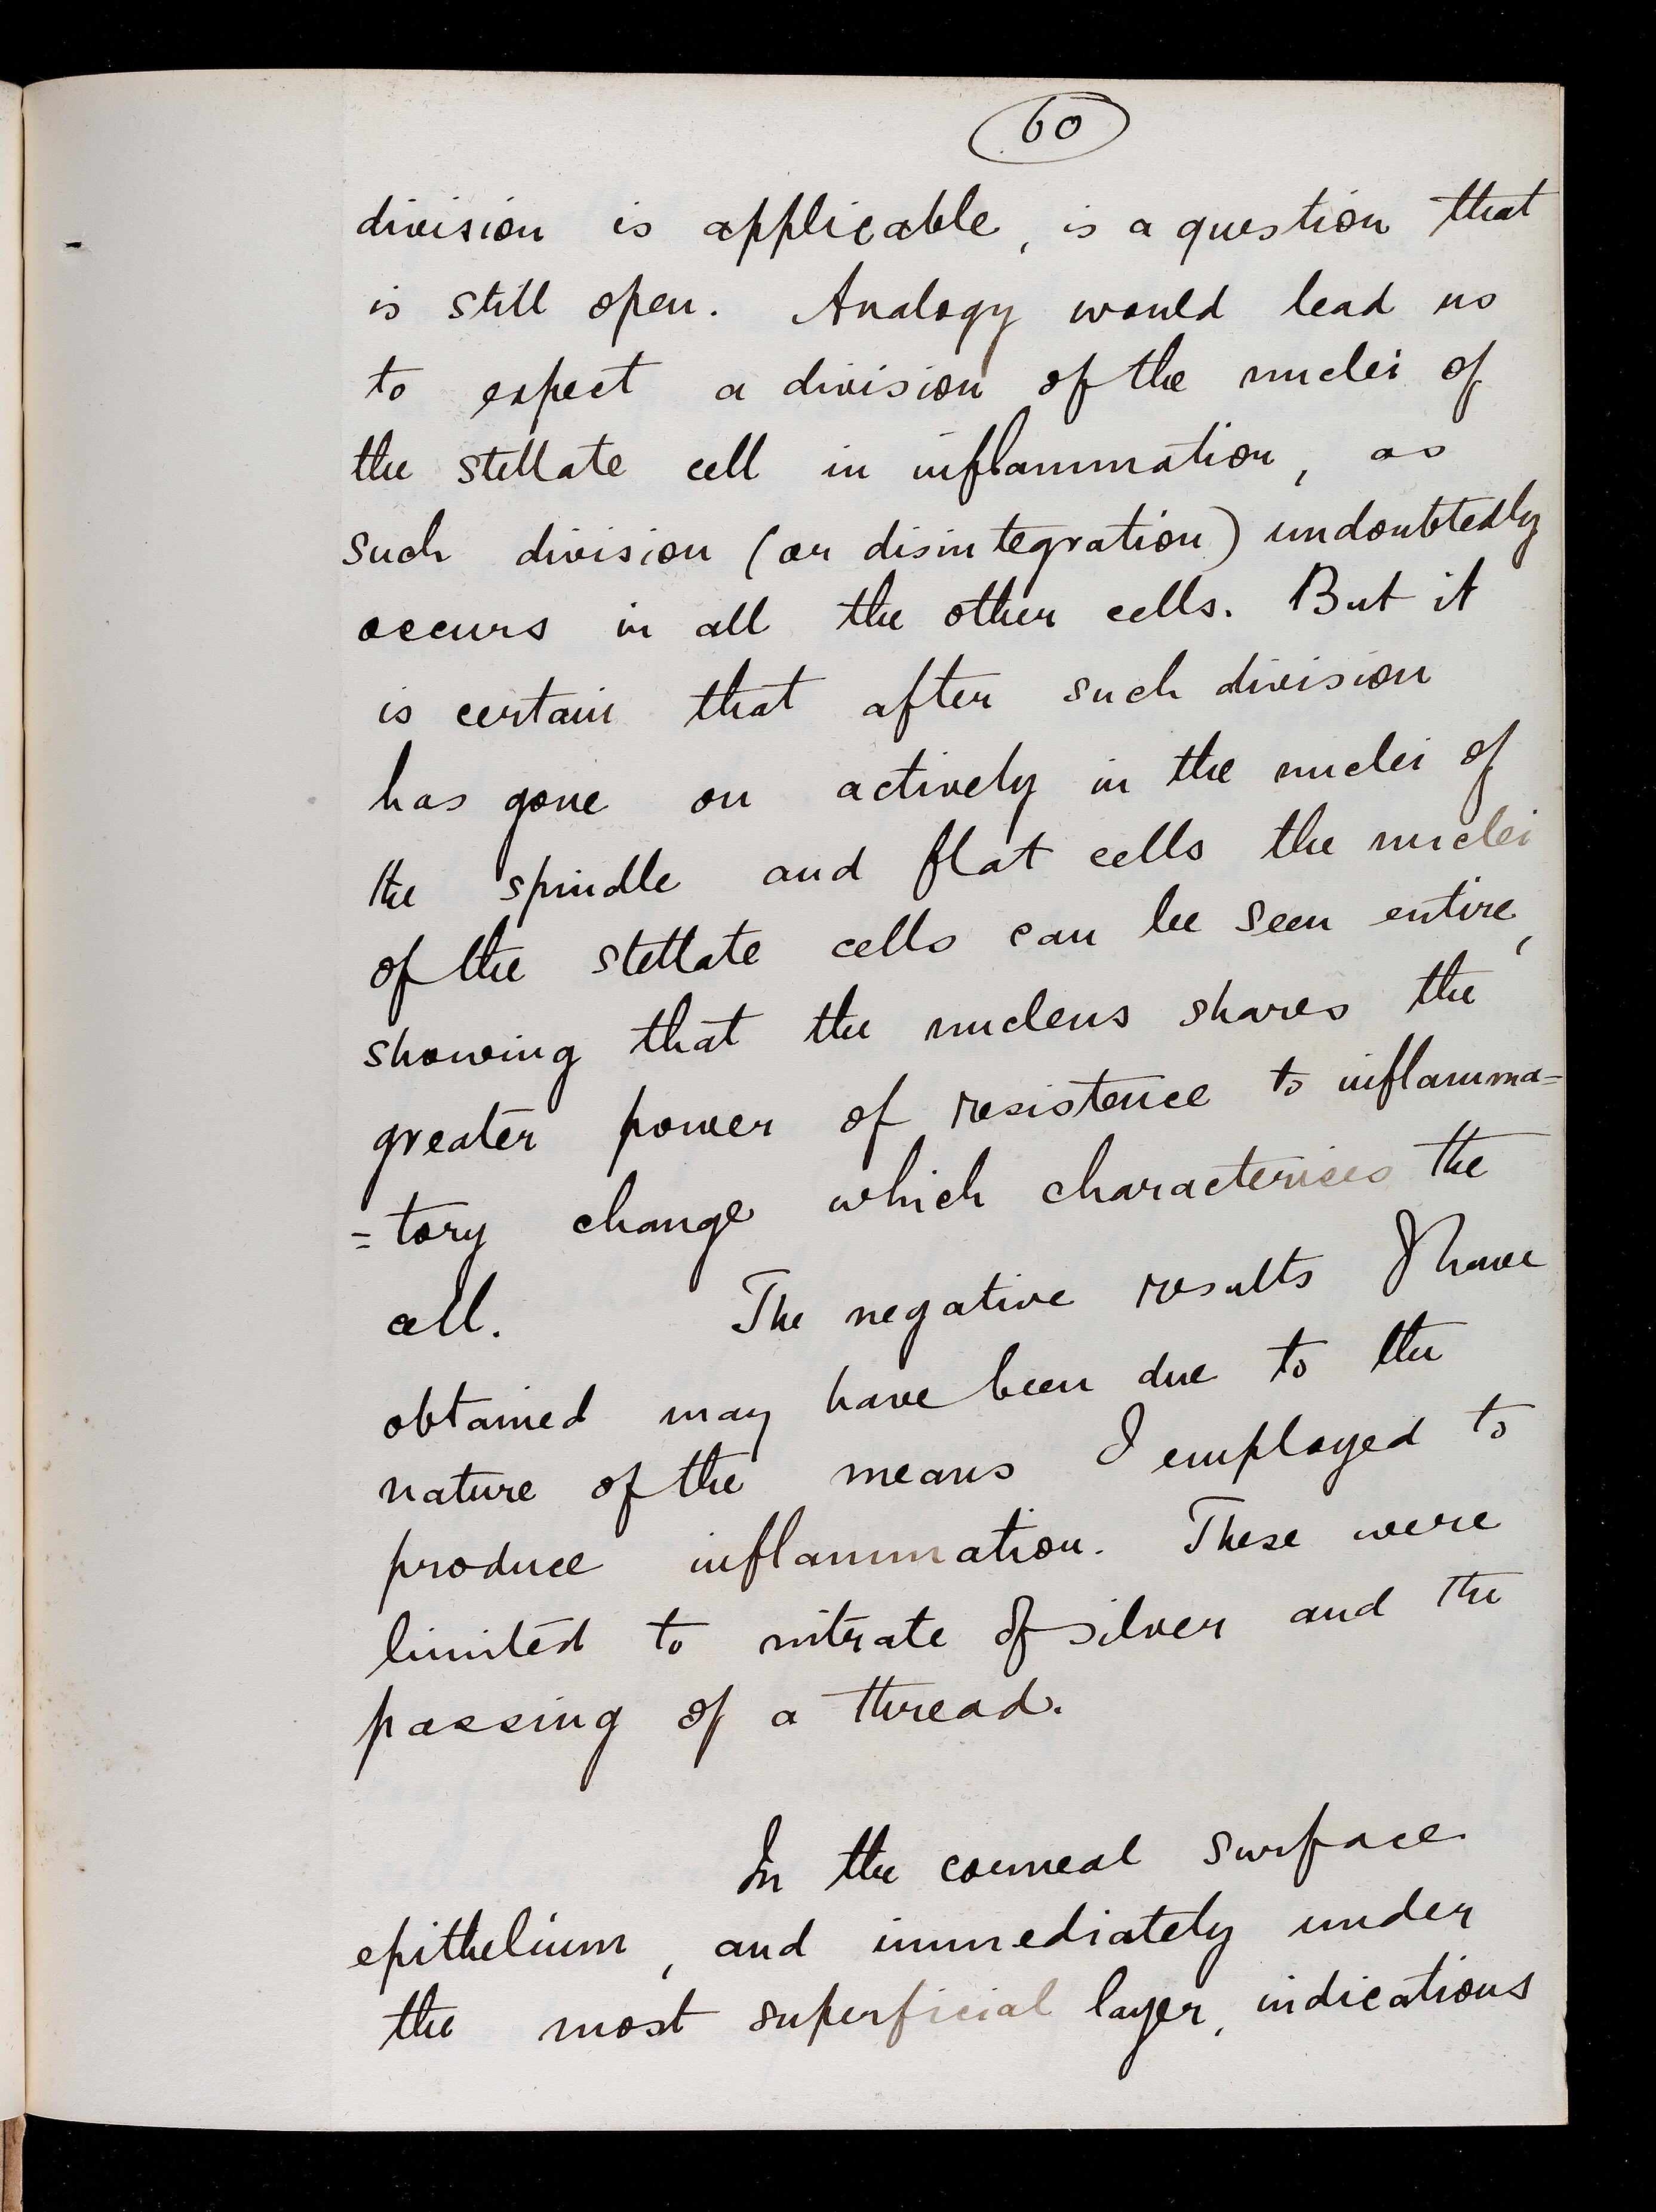 60
division is applicable, is a question that
is still open. Analogy would lead us
to expect a division of the nuclei of
the stellate cell in inflammation, as
such division (or disintegration) undoubtedly
occurs in all the other cells. But it
is certain that after such division
has gone on actively in the nuclei of
the spindle and flat cells the nuclei
of the stellate cells can be seen entire,
showing that the nucleus shares the
greater power of resistence to inflamma=
=tory change which characterises the
cell. The negative results I have
obtained may have been due to the
nature of the means I employed to
produce inflammation. These were
limited to nitrate of silver and the
passing of a thread.
In the corneal surface
epithelium, and immediately under
the most superficial layer, indications